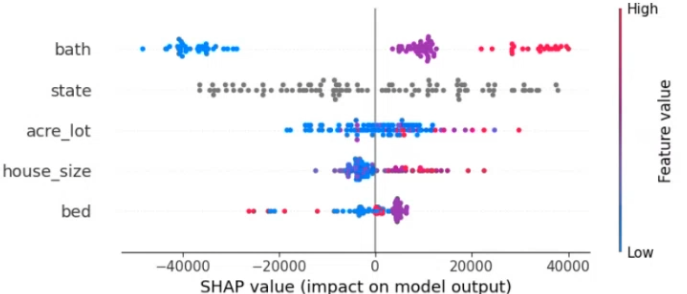 High
bath
state
acre_lot
house_size
bed
Feature value
Low
−40000 −20000 0 20000 40000
SHAP value (impact on model output)